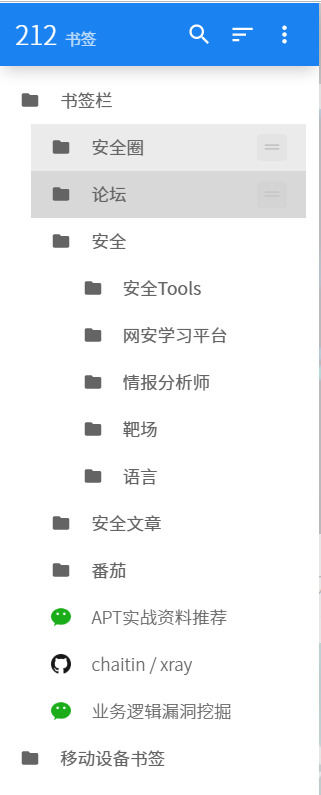 212 书签
书签栏
安全圈
论坛
安全
安全Tools
网安学习平台
情报分析师
靶场
语言
安全文章
番茄
APT实战资料推荐
chaitin / xray
业务逻辑漏洞挖掘
移动设备书签